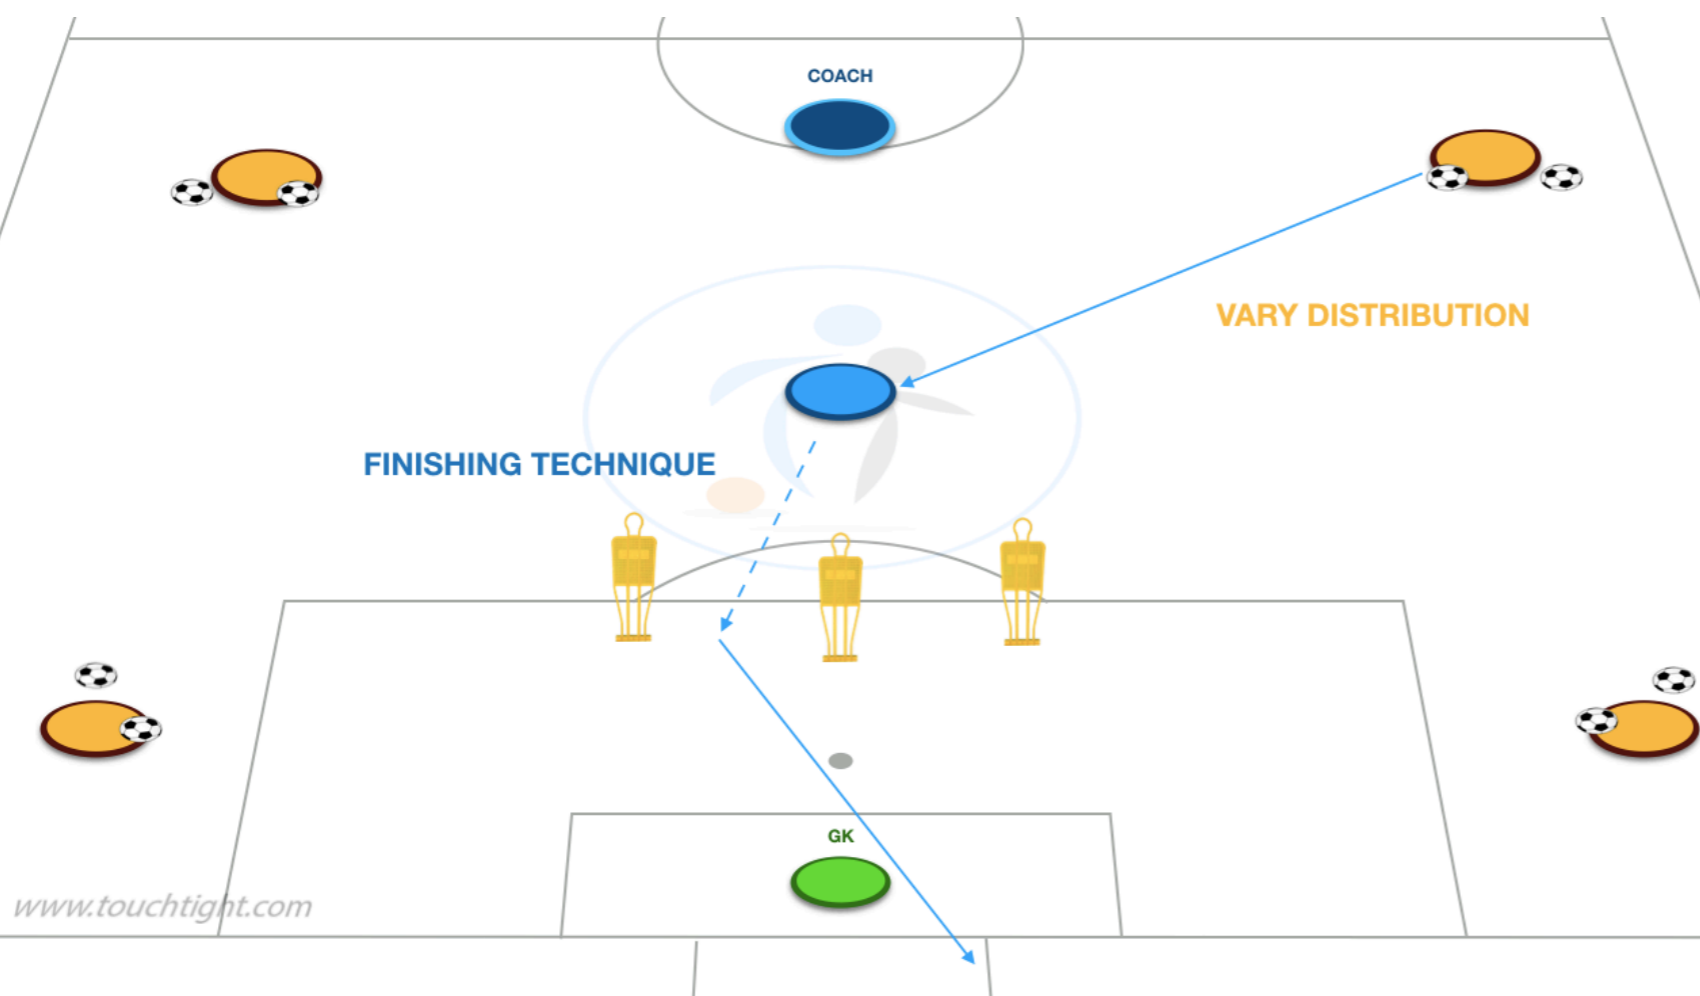 COACH
VARY DISTRIBUTION
FINISHING TECHNIQUE
GK
www.touchtight.com